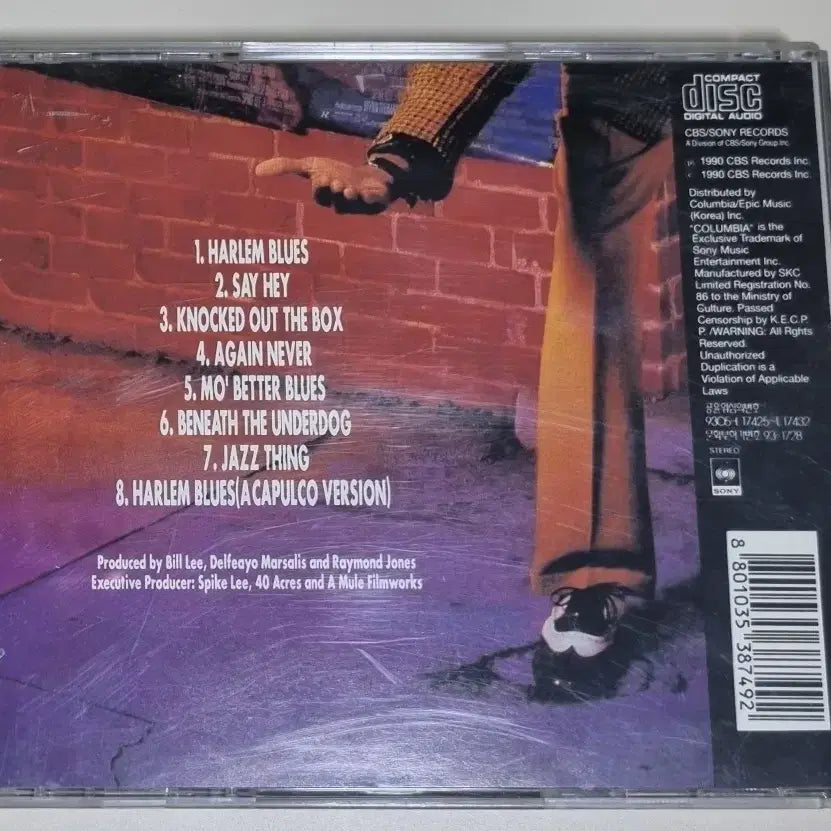 COMPACT
disc
DIGITAL AUDIO
CBS/SONY RECORDS
A Division of CBS/Sony Group Inc.
1990 CBS Records Inc.
1990 CBS Records Inc.
Distributed by
Columbia/Epic Music
(Korea) Inc.
"COLUMBIA" is the
Exclusive Trademark of
Sony Music
Entertainment Inc.
Manufactured by SKC
Limited Registration No.
86 to the Ministry of
Culture. Passed
Censorship by K.E.C.P
P. /WARNING: All Rghts
Reserved.
Unauthorized
Duplication is a
Violation of Applicable
Laws
STEREO
SONY
1. HARLEM BLUES
2. SAY HEY
3. KNOCKED OUT THE BOX
4. AGAIN NEVER
5. MO' BETTER BLUES
6. BENEATH THE UNDERDOG
7. JAZZ THING
8. HARLEM BLUES(ACAPULCO VERSION)
Produced by Bill Lee, Delfeayo Marsalis and Raymond Jones
Executive Producer: Spike Lee, 40 Acres and A Mule Filmworks
8 801035 387492